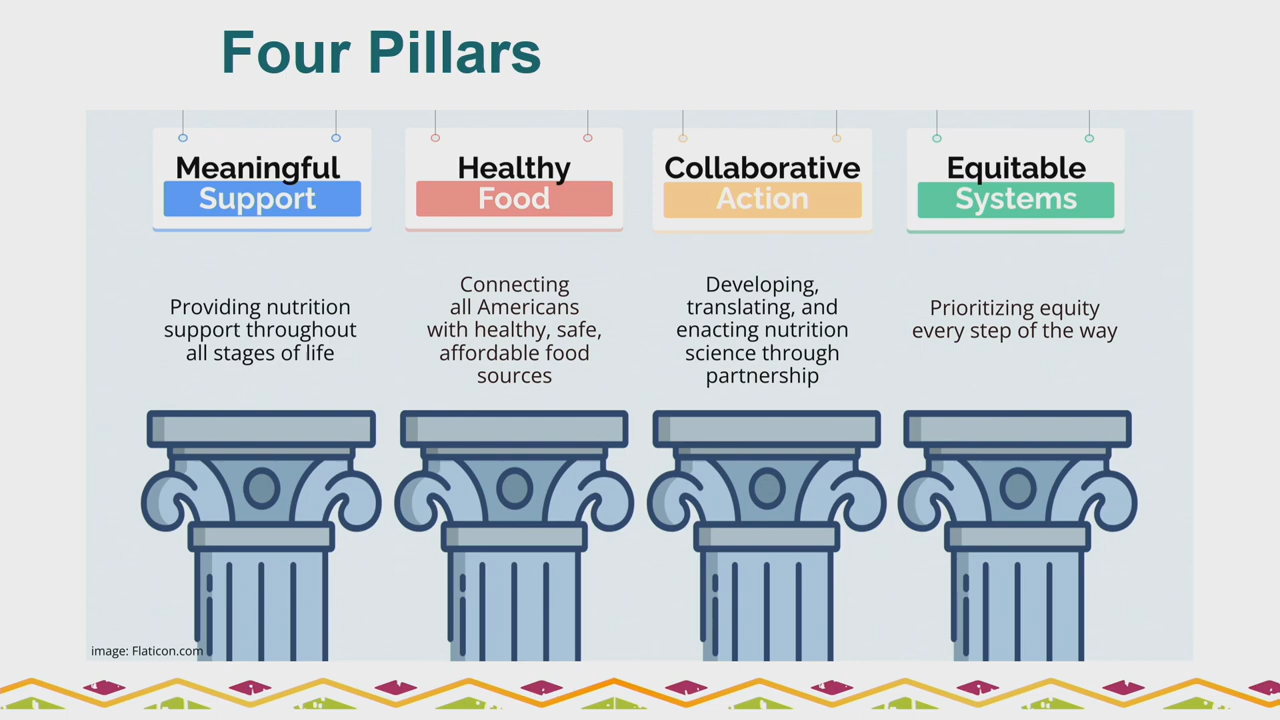 Four Pillars
Meaningful
Support
Providing nutrition
support throughout
all stages of life
Healthy
Food
Connecting
all Americans
with healthy, safe,
affordable food
sources
Collaborative
Action
Developing,
translating, and
enacting nutrition
science through
partnership
Equitable
Systems
Prioritizing equity
every step of the way
image: Flaticon.com